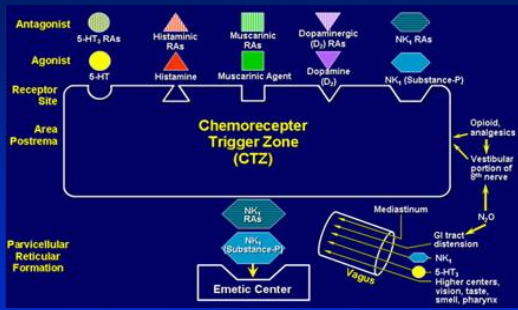 Antagonist
5-HT₃ RAs
Histaminic
RAs
Muscarinic
RAs
Dopaminergic
(D₂) RAs
NK₁ RAs
Agonist
5-HT
Histamine
Muscarinic Agent
Dopamine
(D₂)
NK₁ (Substance-P)
Receptor
Site
Area
Postrema
Chemorecepter
Trigger Zone
(CTZ)
Opioid,
analgesics
Vestibular
portion of
8th nerve
N₂O
Mediastinum
GI tract
distension
NK₁
5-HT₃
Higher centers,
vision, taste,
smell, pharynx
Vagus
Parvicellular
Reticular
Formation
NK₁
RAs
NK₁
(Substance-P)
Emetic Center